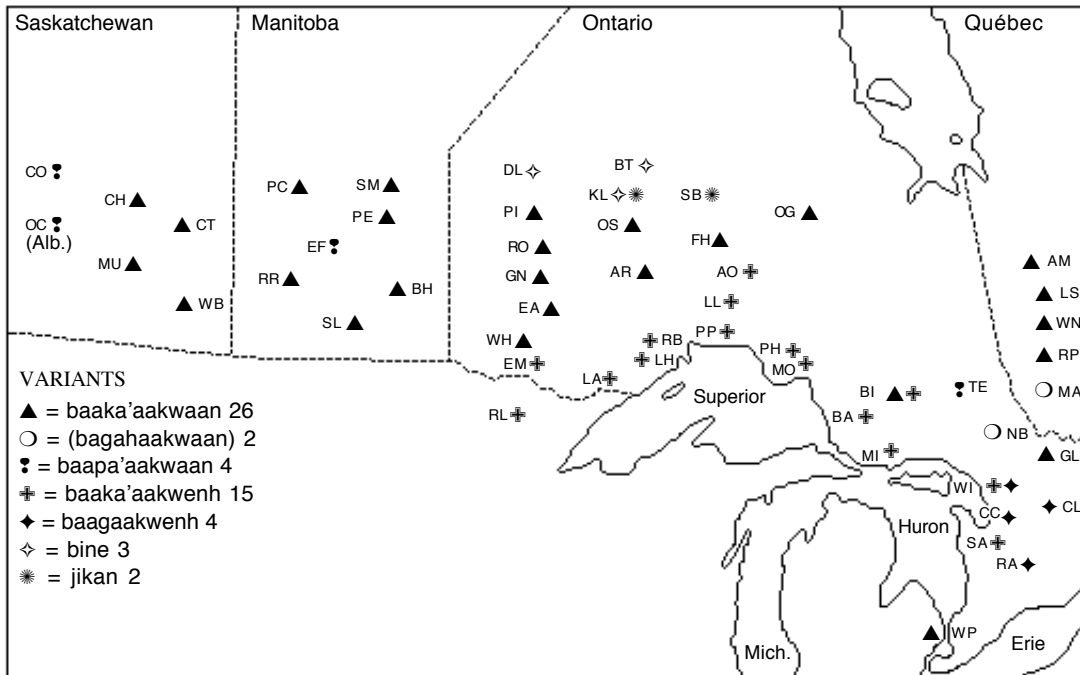 Saskatchewan Manitoba Ontario Québec
CO
DL
BT
PC
SM
KL
SB
CH
OC
(Alb.)
CT
PE
PI
OS
OG
EF
RO
FH
MU
AM
RR
BH
GN
AR
AO
WB
LS
SL
EA
LL
WN
WH
RB
PP
EM
LH
PH
RP
MO
LA
VARIANTS
Superior
BI
TE
MA
▲ = baaka'aakwaan 26
RL
BA
❍ = (bagahaakwaan) 2
NB
MI
GL
❢ = baapa'aakwaan 4
WI
✙ = baaka'aakwenh 15
CC
CL
✦ = baagaakwenh 4
Huron
SA
✧ = bine 3
RA
✺ = jikan 2
WP
Mich.
Erie